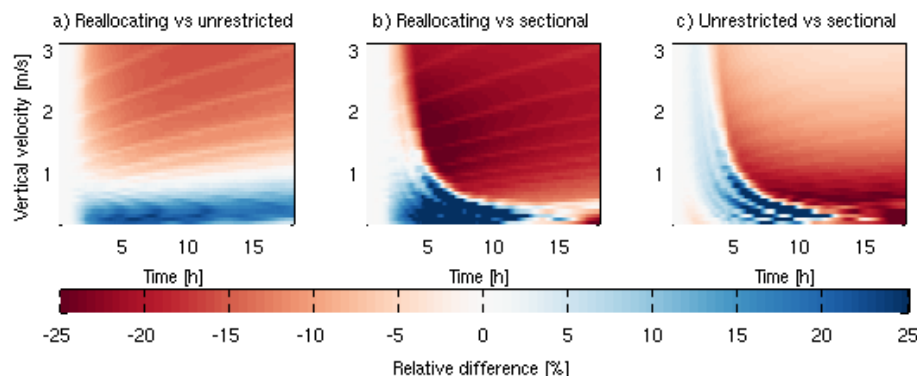 a) Reallocating vs unrestricted
b) Reallocating vs sectional
c) Unrestricted vs sectional
Vertical velocity [m/s]
3
2
1
3
2
1
3
2
1
5 10 15
5 10 15
5 10 15
Time [h]
Time [h]
Time [h]
-25 -20 -15 -10 -5 0 5 10 15 20 25
Relative difference [%]